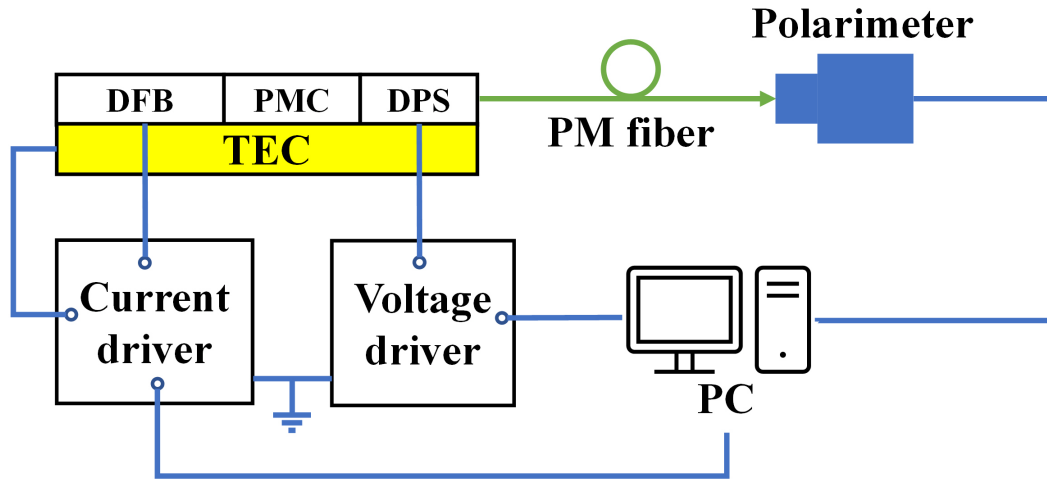 Polarimeter
DFB PMC DPS
TEC
PM fiber
Current
driver
Voltage
driver
PC